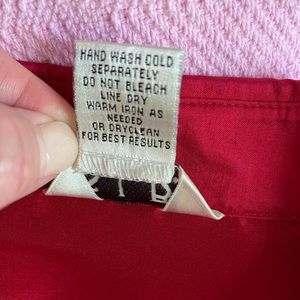 HAND WASH COLD
SEPARATELY
DO NOT BLEACH
LINE DRY
WARM IRON AS
NEEDED
OR DRYCLEAN
FOR BEST RESULTS